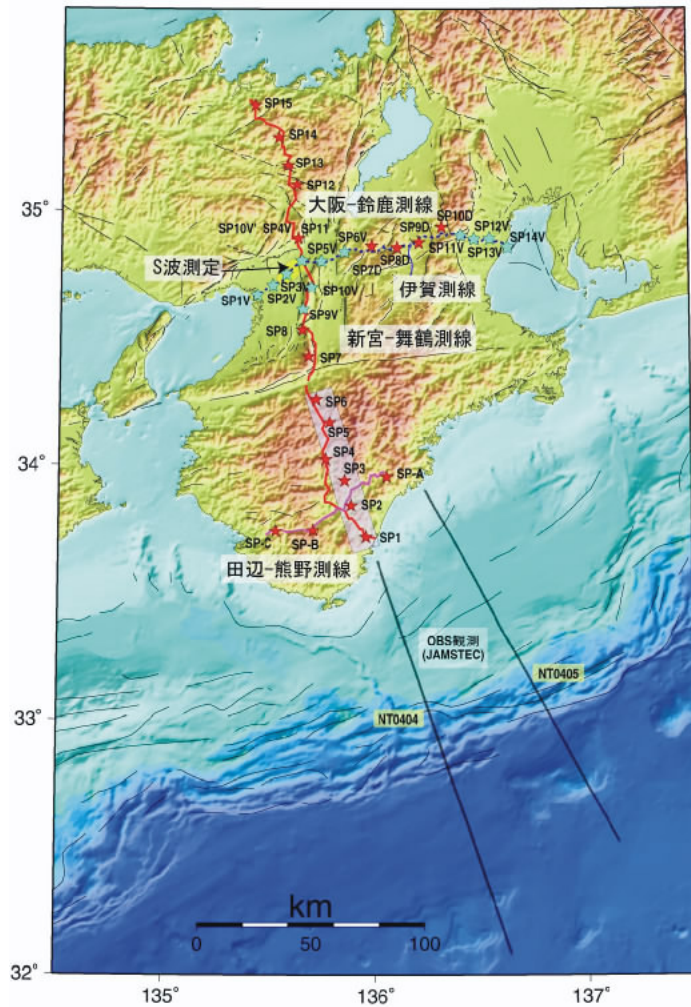 SP15
SP14
SP13
SP12
大阪-鈴鹿測線
35°
SP10V
SP4V
SP11
SP5V
SP6V
SP9D
SP10D
SP12V
SP14V
S波測定
SP7D
SP8D
SP11V
SP13V
SP1V
SP2V
SP3V
SP10V
伊賀測線
SP9V
SP8
新宮-舞鶴測線
SP7
SP6
SP5
34°
SP4
SP3
SP-A
SP2
SP-C
SP-B
SP1
田辺-熊野測線
OBS観測
(JAMSTEC)
NT0405
33°
NT0404
km
0
50
100
32°
135°
136°
137°